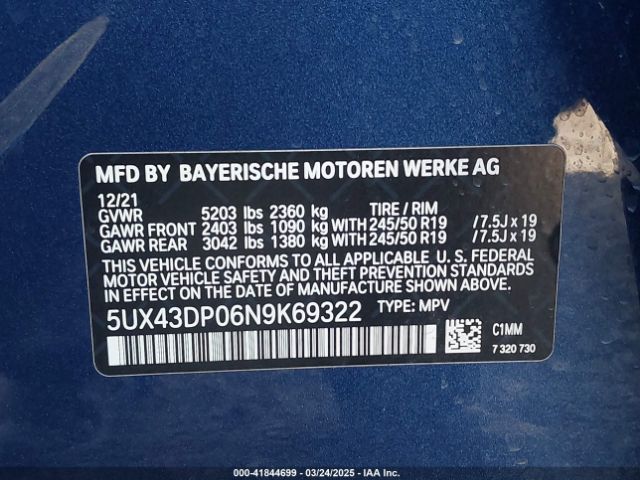 MFD BY BAYERISCHE MOTOREN WERKE AG
12/21
GVWR 5203 lbs 2360 kg TIRE / RIM
GAWR FRONT 2403 lbs 1090 kg WITH 245/50 R19 /7.5J x 19
GAWR REAR 3042 lbs 1380 kg WITH 245/50 R19 /7.5J x 19
THIS VEHICLE CONFORMS TO ALL APPLICABLE U. S. FEDERAL
MOTOR VEHICLE SAFETY AND THEFT PREVENTION STANDARDS
IN EFFECT ON THE DATE OF MANUFACTURE SHOWN ABOVE.
5UX43DP06N9K69322 TYPE: MPV
C1MM
7 320 730
000-41844699 - 03/24/2025 - IAA Inc.